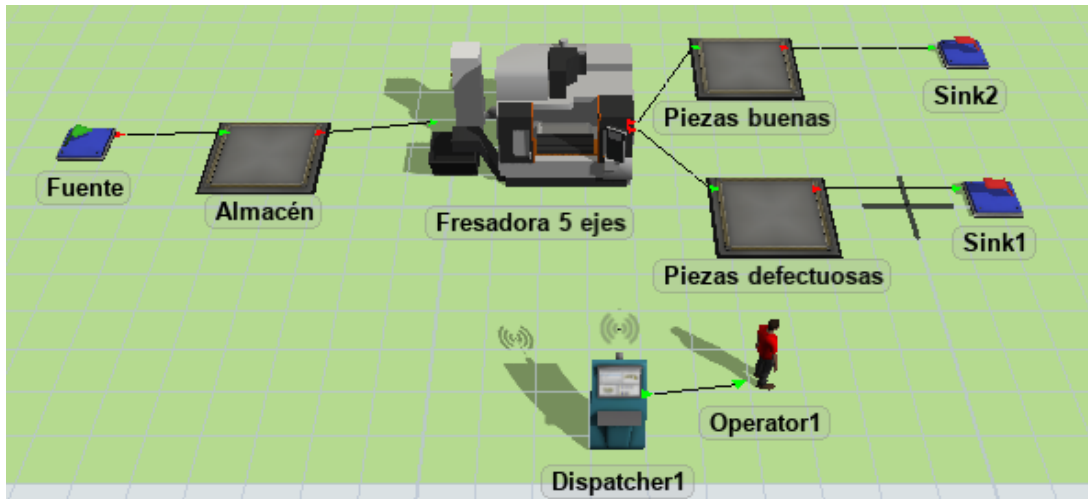 Fuente
Almacén
Fresadora 5 ejes
Piezas buenas
Sink2
Piezas defectuosas
Sink1
Dispatcher1
Operator1